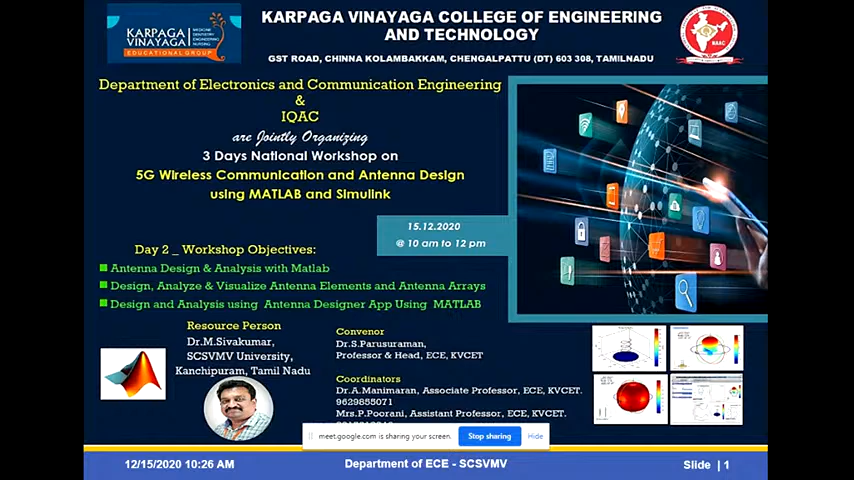 KARPAGA VINAYAGA COLLEGE OF ENGINEERING
AND TECHNOLOGY
GST ROAD, CHINNA KOLAMBAKKAM, CHENGALPATTU (DT) 603 308, TAMILNADU
KARPAGA
VINAYAGA
MEDICINE
DENTISTRY
ENGINEERING
NURSING
EDUCATIONAL GROUP
NAAC
Department of Electronics and Communication Engineering
&
IQAC
are Jointly Organizing
3 Days National Workshop on
5G Wireless Communication and Antenna Design
using MATLAB and Simulink
15.12.2020
@ 10 am to 12 pm
Day 2 _ Workshop Objectives:
Antenna Design & Analysis with Matlab
Design, Analyze & Visualize Antenna Elements and Antenna Arrays
Design and Analysis using Antenna Designer App Using MATLAB
Resource Person
Dr.M.Sivakumar,
SCSVMV University,
Kanchipuram, Tamil Nadu
Convenor
Dr.S.Parusuraman,
Professor & Head, ECE, KVCET
Coordinators
Dr.A.Manimaran, Associate Professor, ECE, KVCET.
9629855071
Mrs.P.Poorani, Assistant Professor, ECE, KVCET.
meet.google.com is sharing your screen.
Stop sharing
Hide
12/15/2020 10:26 AM
Department of ECE - SCSVMV
Slide | 1